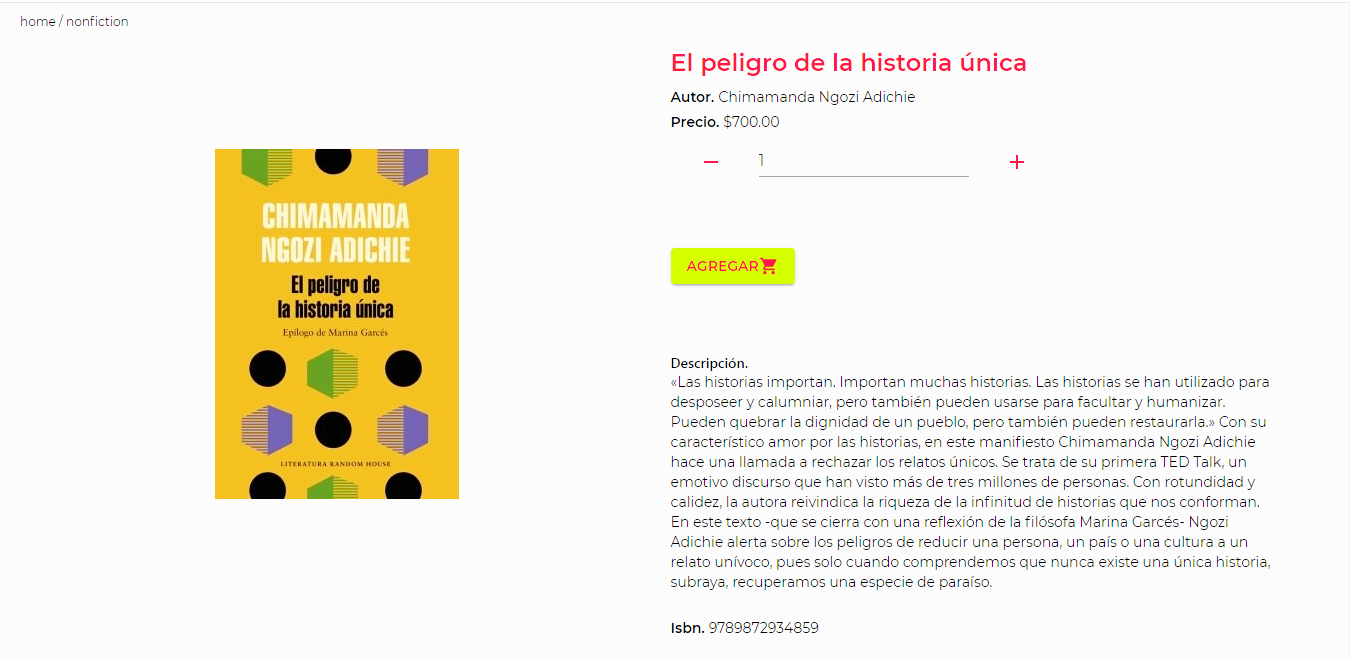 home / nonfiction
El peligro de la historia única
Autor. Chimamanda Ngozi Adichie
Precio. $700.00
1
AGREGAR
CHIMAMANDA
NGOZI ADICHIE
El peligro de
la historia única
Epílogo de Marina Garcés
LITERATURA RANDOM HOUSE
Descripción.
«Las historias importan. Importan muchas historias. Las historias se han utilizado para
desposeer y calumniar, pero también pueden usarse para facultar y humanizar.
Pueden quebrar la dignidad de un pueblo, pero también pueden restaurarla.» Con su
característico amor por las historias, en este manifiesto Chimamanda Ngozi Adichie
hace una llamada a rechazar los relatos únicos. Se trata de su primera TED Talk, un
emotivo discurso que han visto más de tres millones de personas. Con rotundidad y
calidez, la autora reivindica la riqueza de la infinitud de historias que nos conforman.
En este texto -que se cierra con una reflexión de la filósofa Marina Garcés- Ngozi
Adichie alerta sobre los peligros de reducir una persona, un país o una cultura a un
relato unívoco, pues solo cuando comprendemos que nunca existe una única historia,
subraya, recuperamos una especie de paraíso.
Isbn. 9789872934859